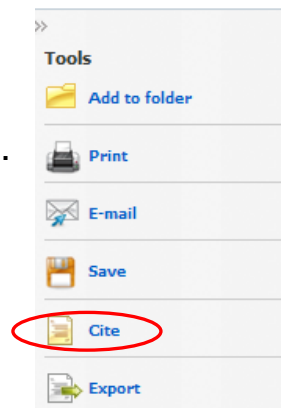 »
Tools
Add to folder
. Print
E-mail
Save
Cite
Export